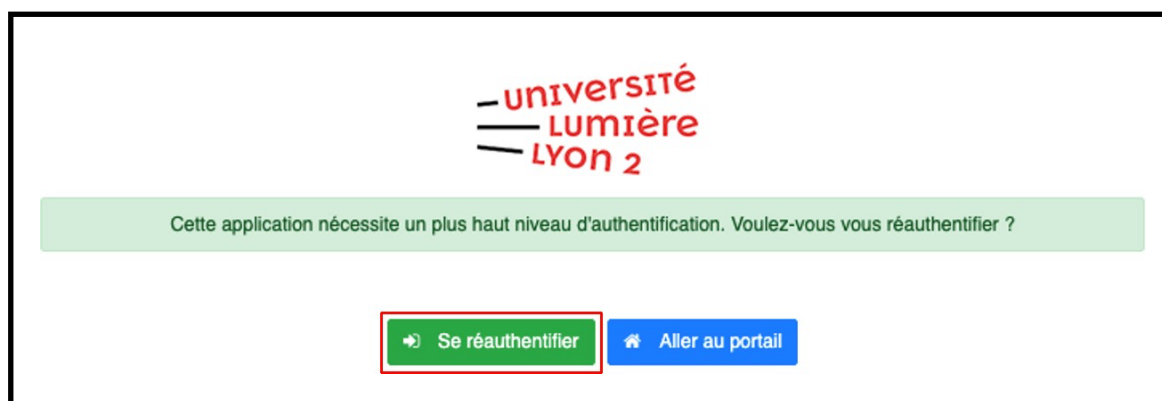 université
Lumière
Lyon 2
Cette application nécessite un plus haut niveau d'authentification. Voulez-vous vous réauthentifier ?
Se réauthentifier
Aller au portail